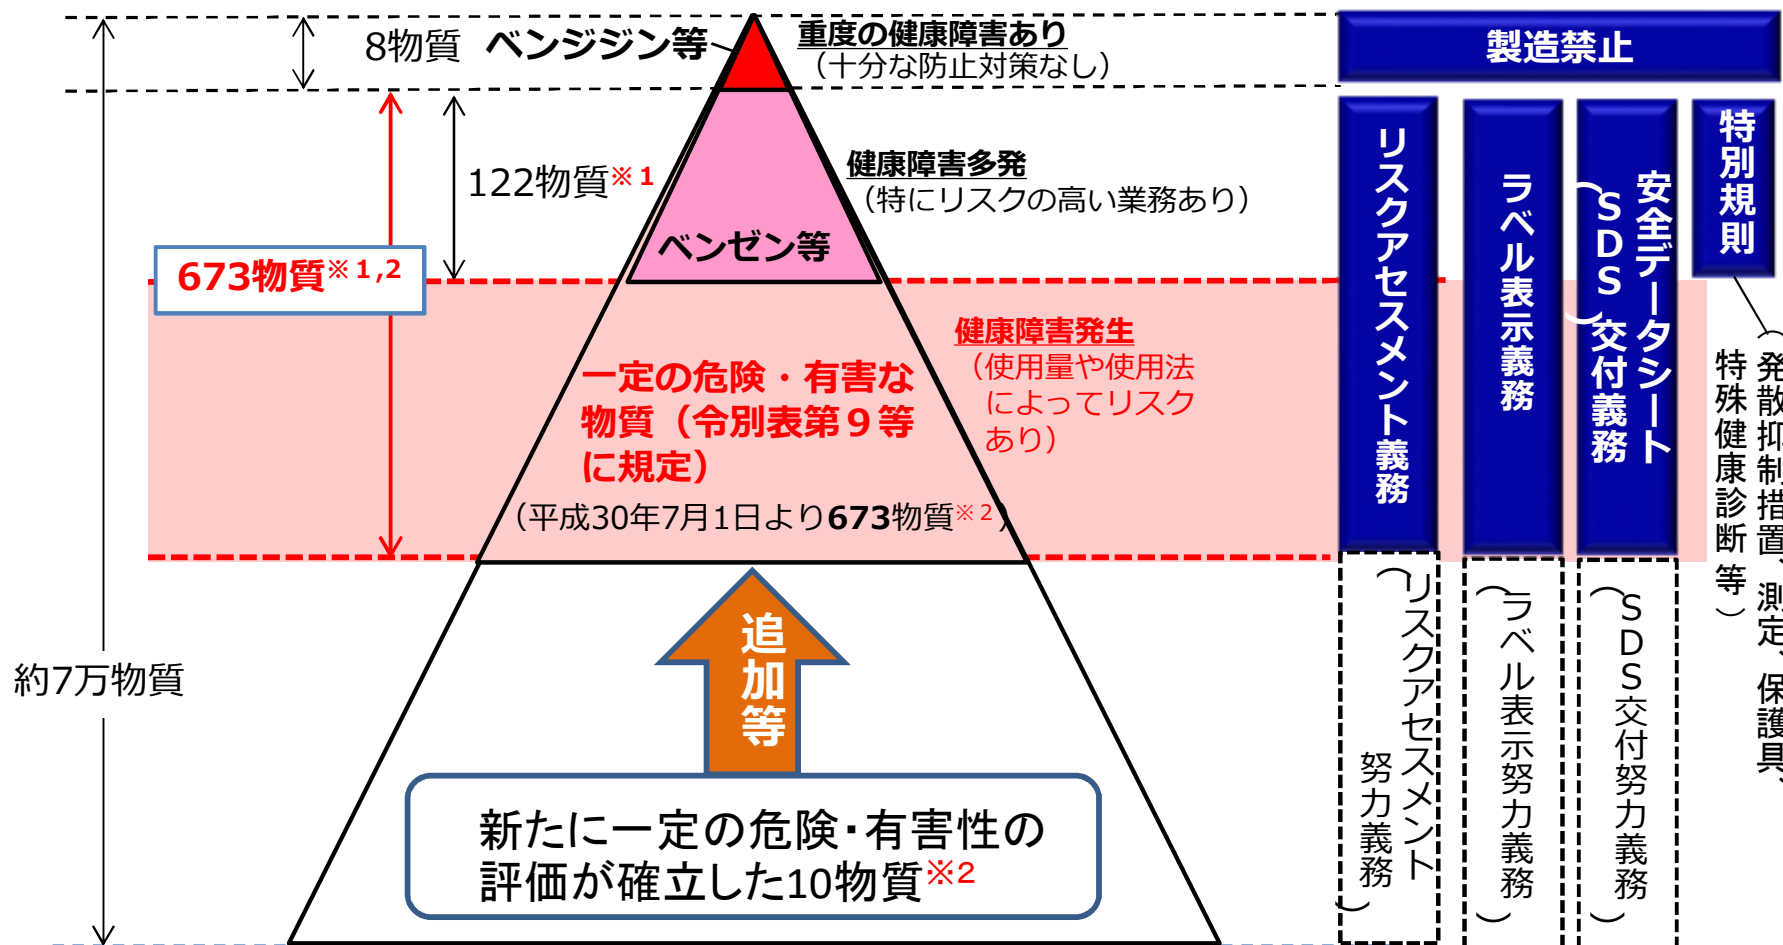 8物質
ベンジジン等
重度の健康障害あり
（十分な防止対策なし）
製造禁止
122物質※1
健康障害多発
（特にリスクの高い業務あり）
ベンゼン等
673物質※1,2
一定の危険・有害な
物質（令別表第９等
に規定）
（平成30年7月1日より673物質※2）
健康障害発生
（使用量や使用法
によってリスク
あり）
約7万物質
追加等
新たに一定の危険・有害性の
評価が確立した10物質※2
リスクアセスメント義務
ラベル表示義務
安全データシート
（ＳＤＳ）交付義務
特別規則
（発散抑制措置、測定、保護具、
特殊健康診断等）
（リスクアセスメント
努力義務）
（ラベル表示努力義務）
（ＳＤＳ交付努力義務）